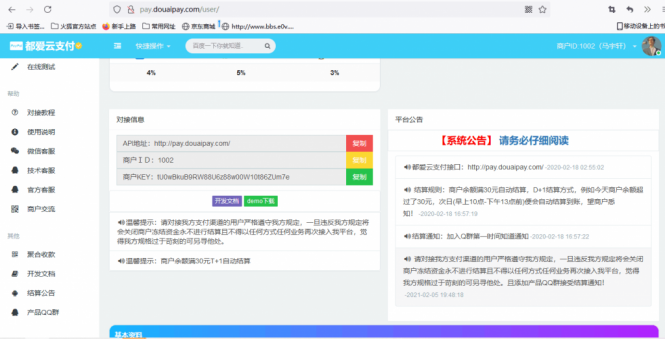 pay.douaipay.com/user/
导入书签...
火狐官方站点
新手上路
常用网址
京东商城
http://www.bbs.e0v....
移动设备上的书
都爱云支付
快捷操作
百度一下你就知道.
商户ID:1002（马宇轩）
在线测试
帮助
对接教程
使用说明
微信客服
技术客服
官方客服
商户交流
其他
聚合收款
开发文档
结算公告
产品QQ群
4%
5%
3%
对接信息
API地址：http://pay.douaipay.com/
复制
商户ＩＤ：1002
复制
复制
开发文档
demo下载
温馨提示：请对接我方支付渠道的用户严格遵守我方规定，一旦违反我方规定将
会关闭商户冻结资金永不进行结算且不得以任何方式任何业务再次接入我平台，觉
得我方规格过于苛刻的可另寻他处。
温馨提示：商户余额满30元T+1自动结算
平台公告
【系统公告】 请务必仔细阅读
都爱云支付接口：http://pay.douaipay.com/ -2020-02-18 02:55:02
结算规则：商户余额满30元自动结算，D+1结算方式，例如今天商户余额超
过了30元，次日(早上10点-下午13点前)便会自动结算到账，望商户悉
知！ -2020-02-18 16:57:18
结算通知：加入Q群第一时间知道通知 -2020-02-18 16:57:22
请对接我方支付渠道的用户严格遵守我方规定，一旦违反我方规定将会关闭
商户冻结资金永不进行结算且不得以任何方式任何业务再次接入我平台，觉得
我方规格过于苛刻的可另寻他处。且添加产品QQ群接受结算通知！
-2021-02-05 19:48:18
基本资料